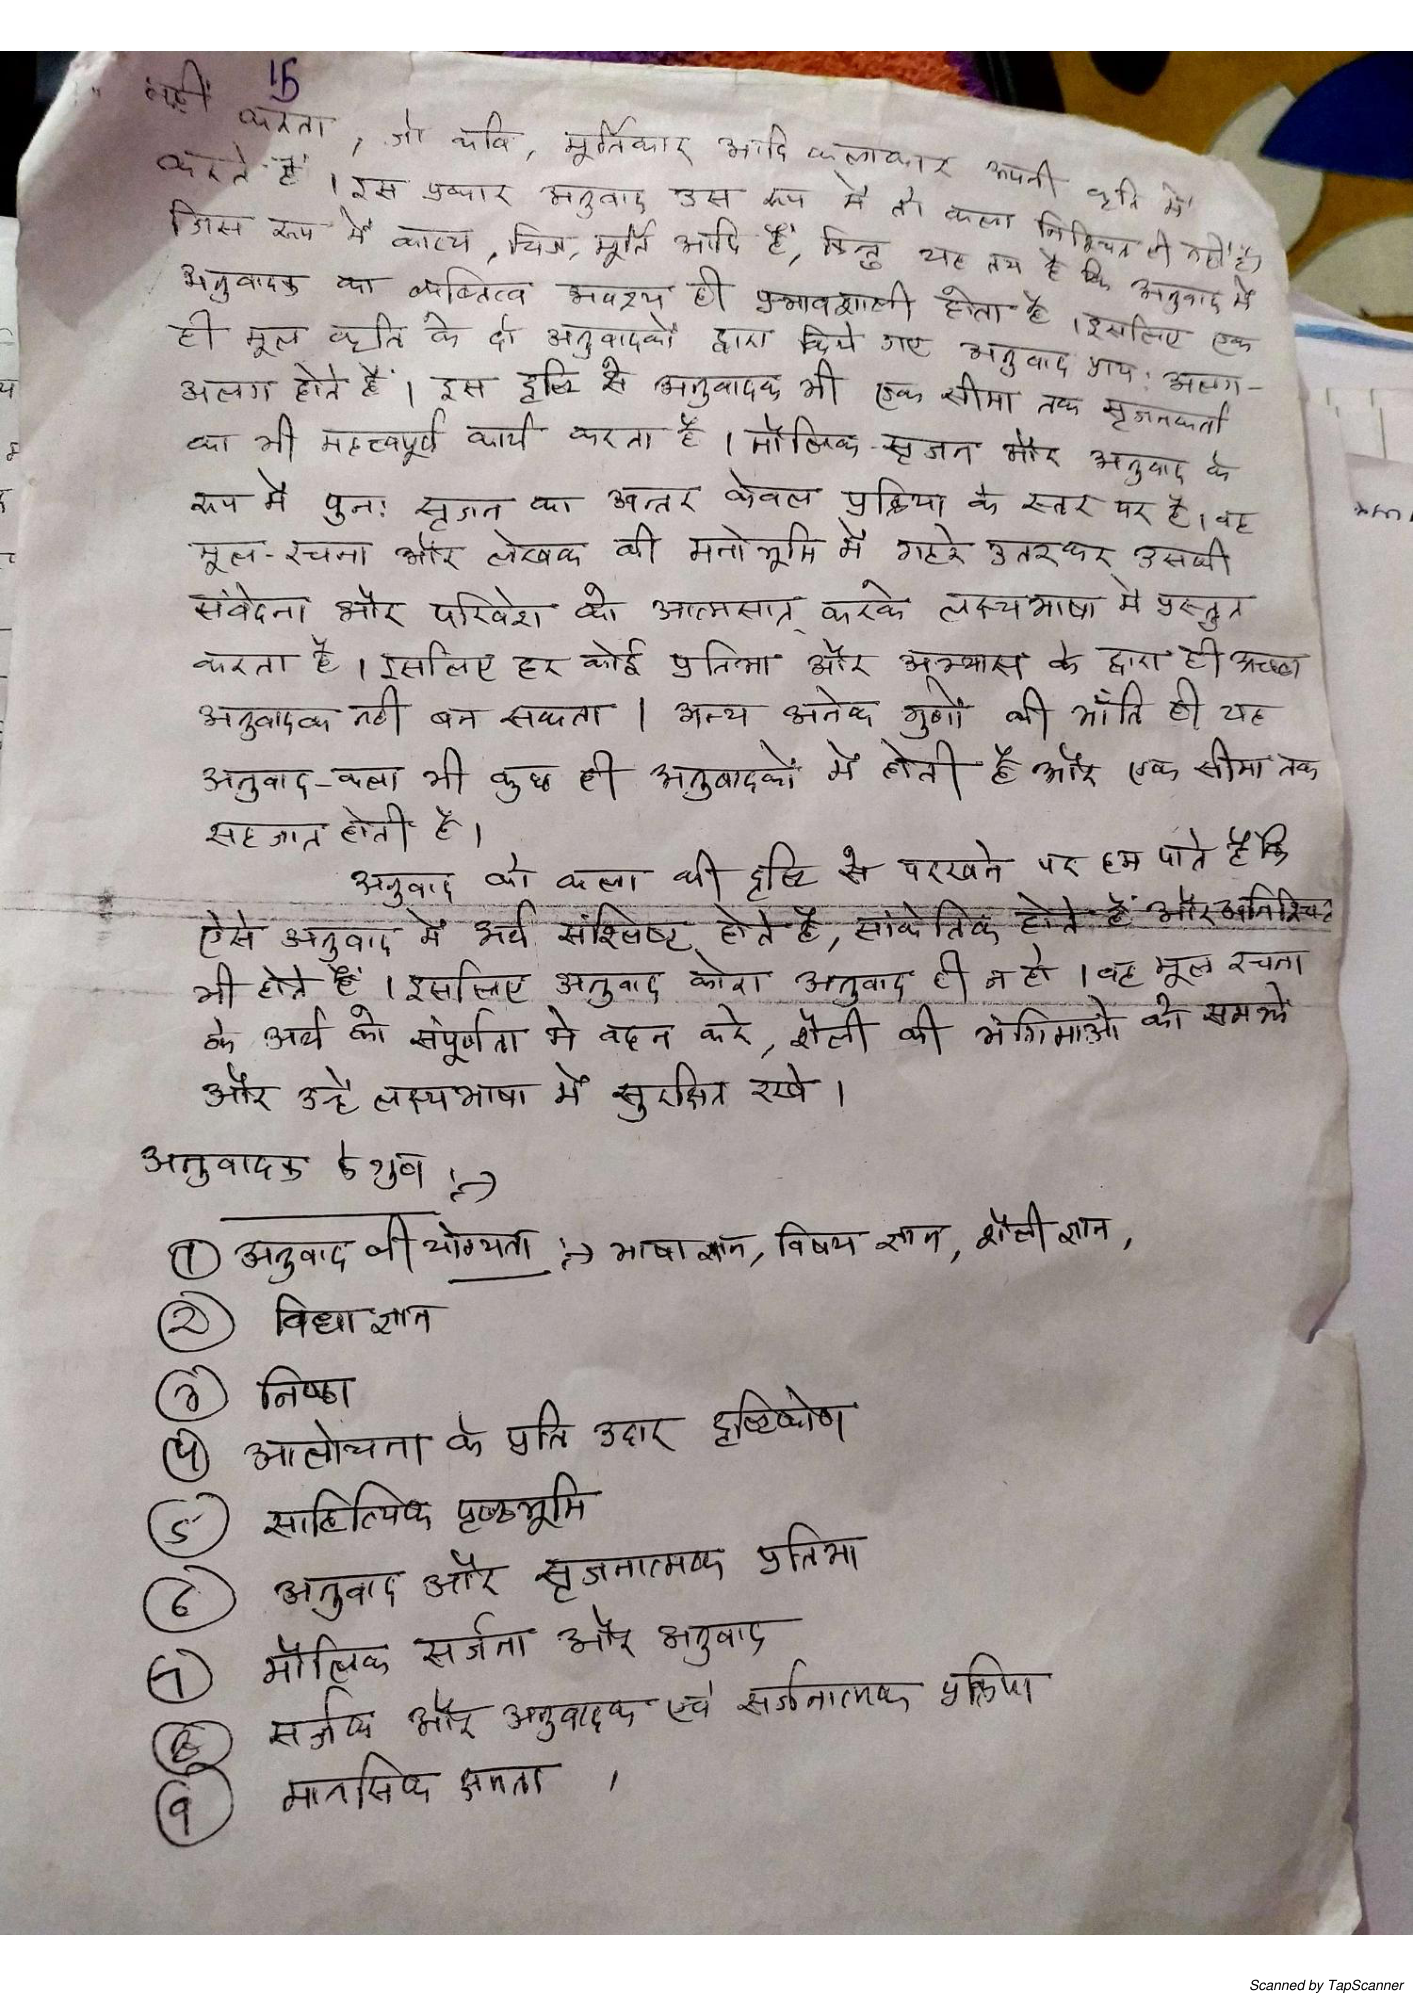 15
नहीं करता, जो कवि, मूर्तिकार आदि कलाकार अपनी कृति में
करते हैं । इस प्रकार अनुवाद उस रूप में तो कला निश्चित ही नहीं है,
जिस रूप में काव्य, चित्र, मूर्ति आदि हैं, किन्तु यह तय है कि अनुवाद में
अनुवादक का व्यक्तित्व अवश्य ही प्रभावशाली होता है । इसलिए एक
ही मूल कृति के दो अनुवादकों द्वारा किये गए अनुवाद प्रायः अलग-
अलग होते हैं । इस दृष्टि से अनुवादक भी एक सीमा तक सृजनकर्ता
का भी महत्वपूर्ण कार्य करता है । मौलिक-सृजन और अनुवाद के
रूप में पुनः सृजन का अन्तर केवल प्रक्रिया के स्तर पर है । वह
मूल-रचना और लेखक की मनोभूमि में गहरे उतरकर उसकी
संवेदना और परिवेश को आत्मसात् करके लक्ष्यभाषा में प्रस्तुत
करता है । इसलिए हर कोई प्रतिभा और अभ्यास के द्वारा ही अच्छा
अनुवादक नही बन सकता । अन्य अनेक गुणों की भाँति ही यह
अनुवाद-कला भी कुछ ही अनुवादकों में होती है और एक सीमा तक
सहजात होती है ।
अनुवाद को कला की दृष्टि से परखने पर हम पाते हैं कि
ऐसे अनुवाद में अर्थ संश्लिष्ट होते है, सांकेतिक होते हैं और अनिश्चित
भी होते हैं । इसलिए अनुवाद कोरा अनुवाद ही न हो । वह मूल रचना
के अर्थ को संपूर्णता में वहन करे, शैली की भंगिमाओं को समझे
और उन्हे लक्ष्यभाषा में सुरक्षित रखे ।
अनुवादक के गुण :→
① अनुवाद की योग्यता :→ भाषा ज्ञान, विषय ज्ञान, शैली ज्ञान,
② विधा ज्ञान
③ निष्ठा
④ आलोचना के प्रति उदार दृष्टिकोण
⑤ साहित्यिक पृष्ठभूमि
⑥ अनुवाद और सृजनात्मक प्रतिभा
⑦ मौलिक सर्जना और अनुवाद
⑧ सर्जक और अनुवादक एवं सर्जनात्मक प्रक्रिया
⑨ मानसिक क्षमता ।
Scanned by TapScanner